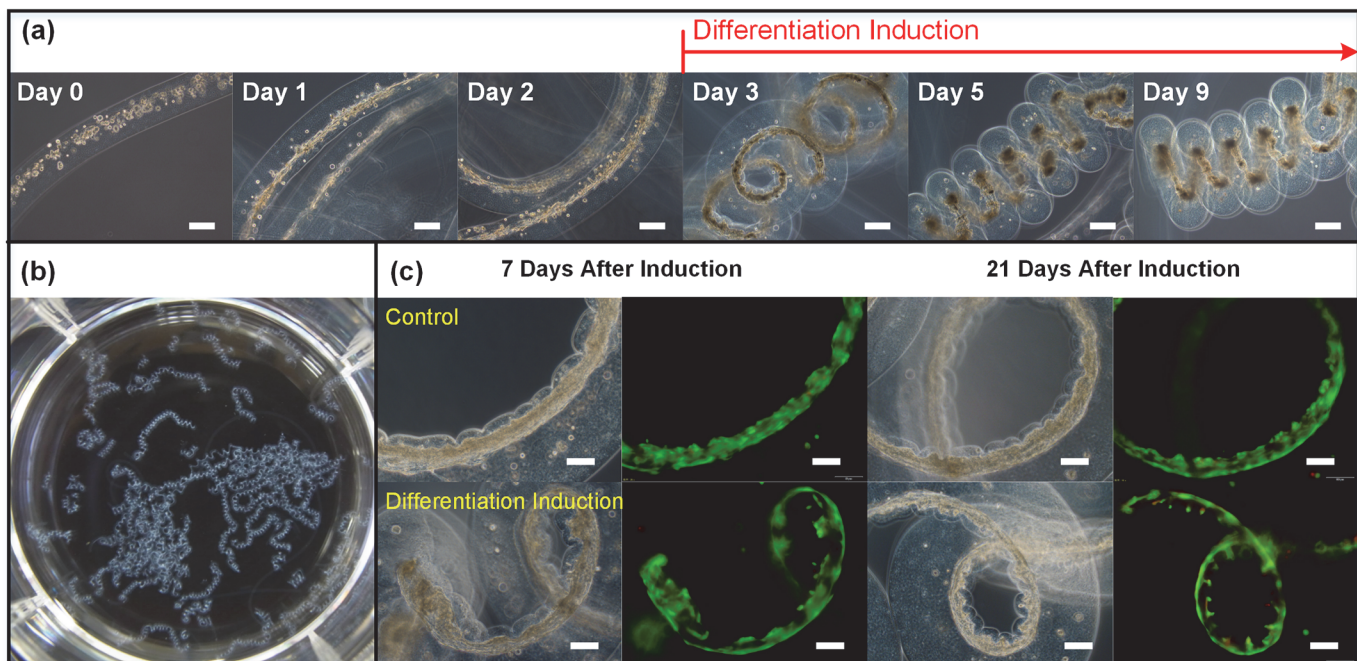 (a)
Differentiation Induction
Day 0
Day 1
Day 2
Day 3
Day 5
Day 9
(b)
(c)
7 Days After Induction
21 Days After Induction
Control
Differentiation Induction